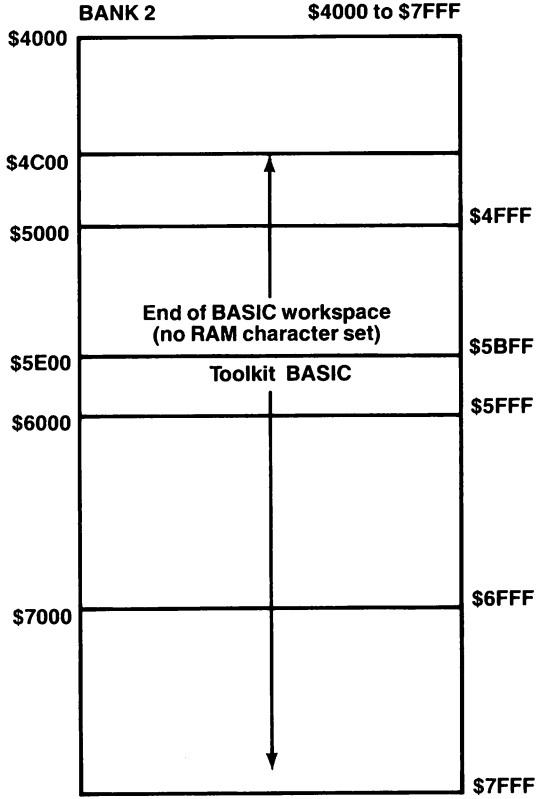 BANK 2 $4000 to $7FFF
$4000
$4C00
$4FFF
$5000
End of BASIC workspace
(no RAM character set)
$5BFF
$5E00
Toolkit BASIC
$5FFF
$6000
$6FFF
$7000
$7FFF